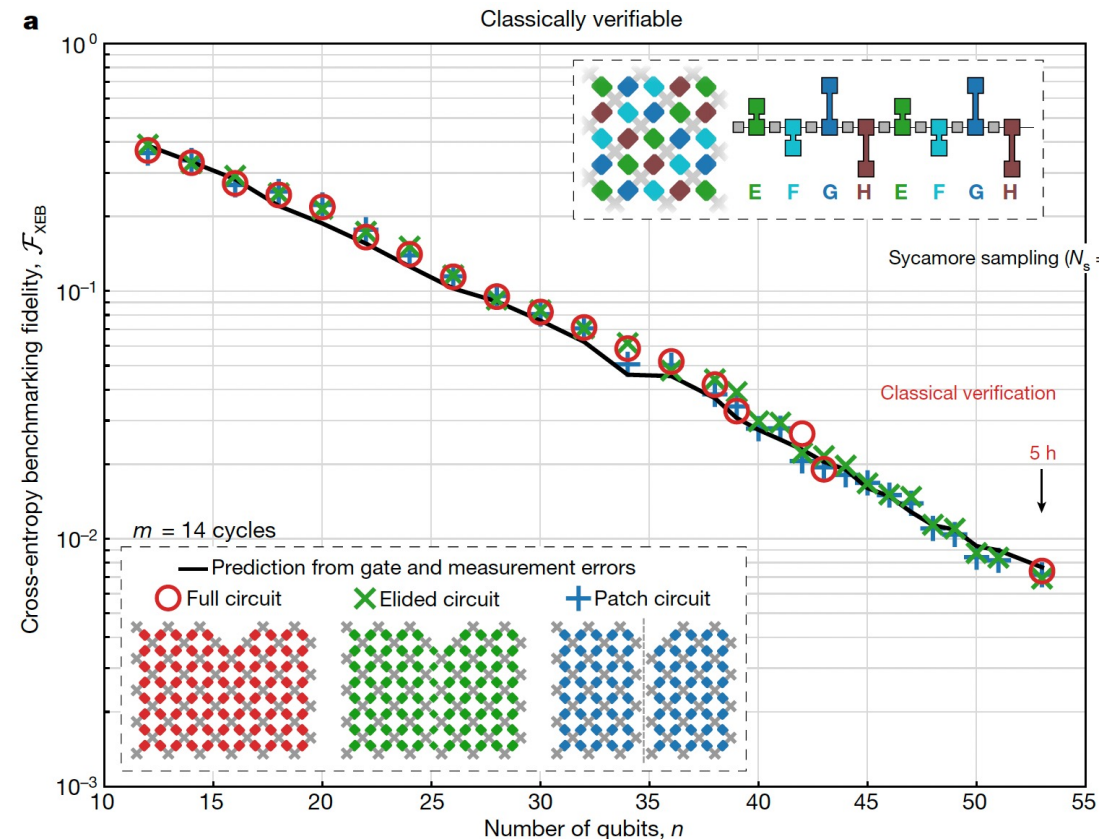 a
Classically verifiable
10⁰
10⁻¹
10⁻²
10⁻³
Cross-entropy benchmarking fidelity, ℱ_XEB
E F G H E F G H
Sycamore sampling (N_s =
Classical verification
5 h
m = 14 cycles
Prediction from gate and measurement errors
Full circuit Elided circuit Patch circuit
10 15 20 25 30 35 40 45 50 55
Number of qubits, n